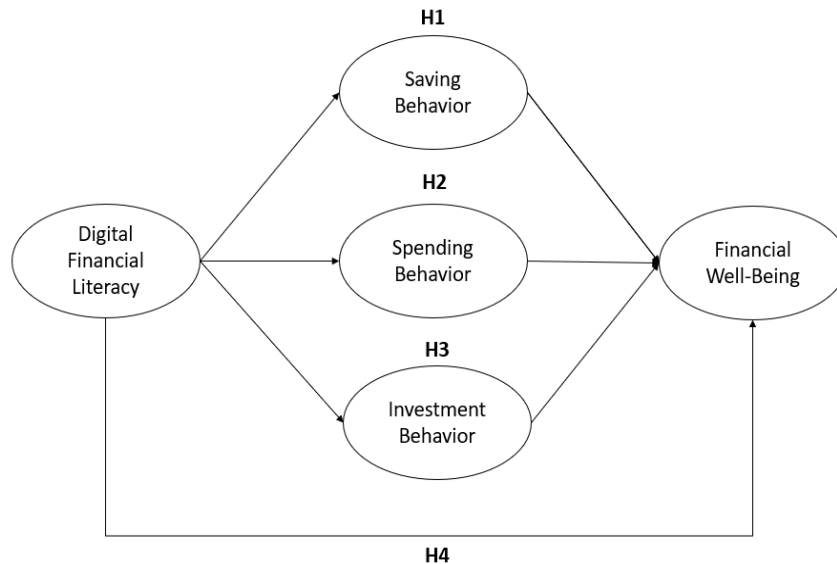 H1
Saving
Behavior
H2
Digital
Financial
Literacy
Spending
Behavior
Financial
Well-Being
H3
Investment
Behavior
H4